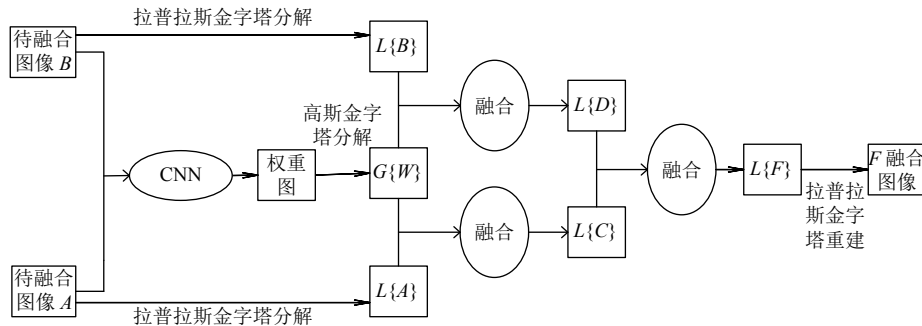 拉普拉斯金字塔分解
待融合
图像 B
L{B}
高斯金字
塔分解
融合
L{D}
CNN
权重
图
G{W}
融合
L{F}
F 融合
图像
拉普拉
斯金字
塔重建
融合
L{C}
待融合
图像 A
L{A}
拉普拉斯金字塔分解